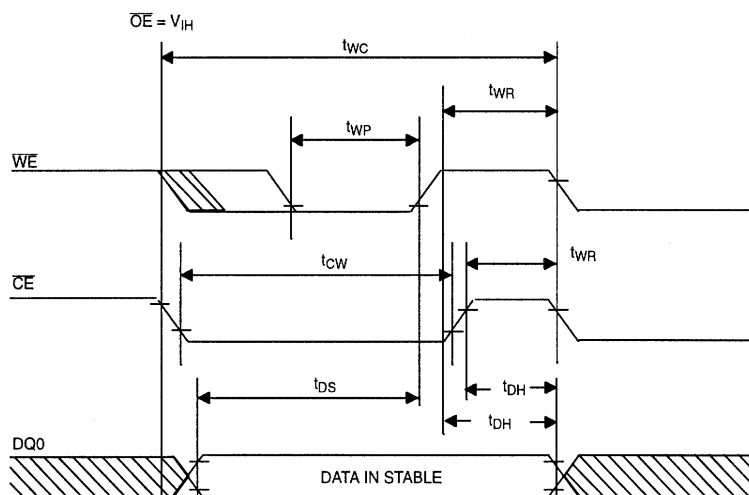 OE = VIH
tWC
tWR
tWP
WE
tCW
tWR
CE
tDS
tDH
tDH
DQ0
DATA IN STABLE